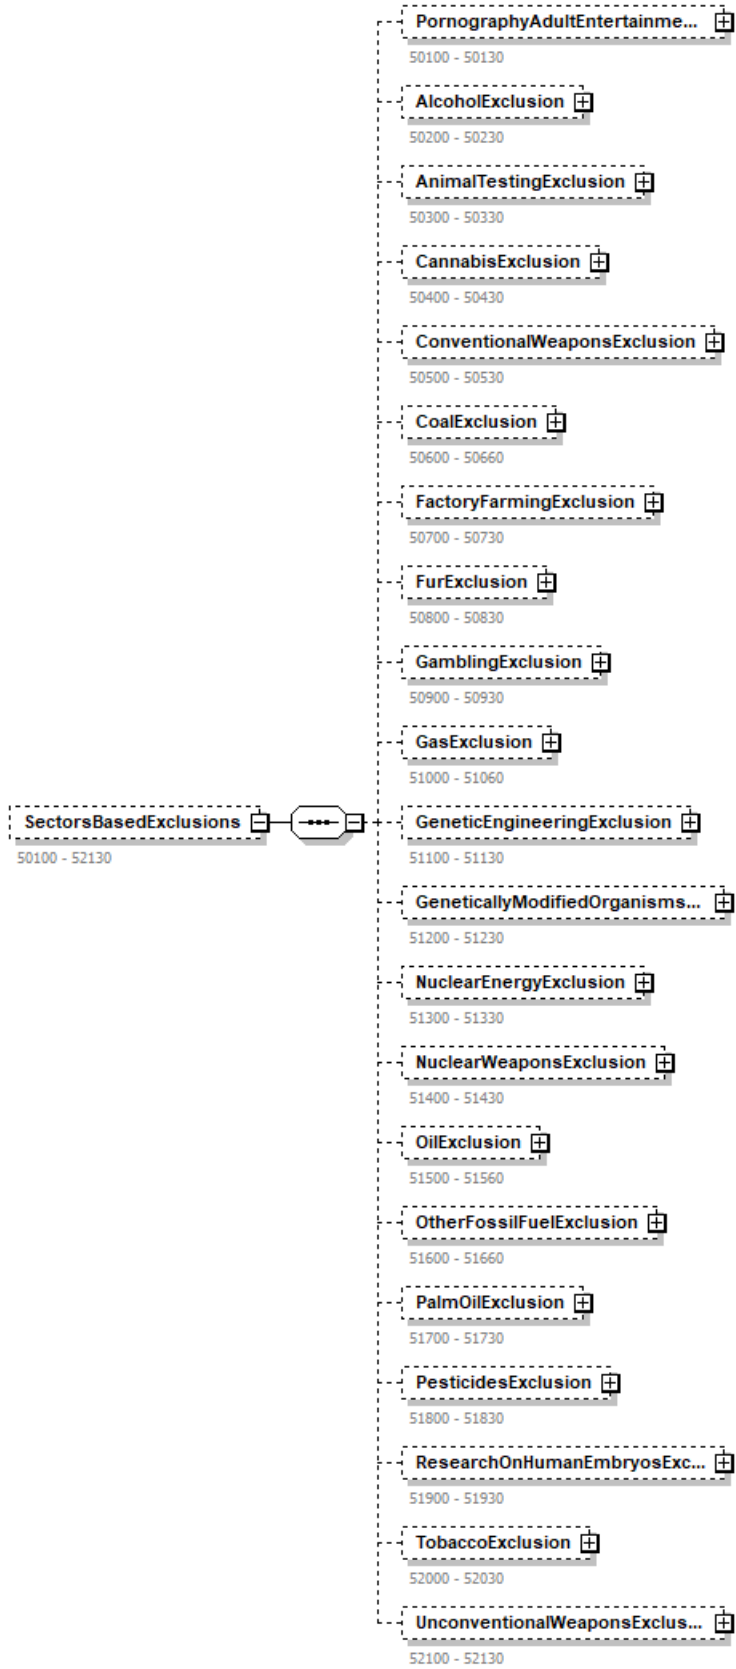 PornographyAdultEntertainme...
50100 - 50130
AlcoholExclusion
50200 - 50230
AnimalTestingExclusion
50300 - 50330
CannabisExclusion
50400 - 50430
ConventionalWeaponsExclusion
50500 - 50530
CoalExclusion
50600 - 50660
FactoryFarmingExclusion
50700 - 50730
FurExclusion
50800 - 50830
GamblingExclusion
50900 - 50930
GasExclusion
51000 - 51060
SectorsBasedExclusions
50100 - 52130
GeneticEngineeringExclusion
51100 - 51130
GeneticallyModifiedOrganisms...
51200 - 51230
NuclearEnergyExclusion
51300 - 51330
NuclearWeaponsExclusion
51400 - 51430
OilExclusion
51500 - 51560
OtherFossilFuelExclusion
51600 - 51660
PalmOilExclusion
51700 - 51730
PesticidesExclusion
51800 - 51830
ResearchOnHumanEmbryosExc...
51900 - 51930
TobaccoExclusion
52000 - 52030
UnconventionalWeaponsExclus...
52100 - 52130